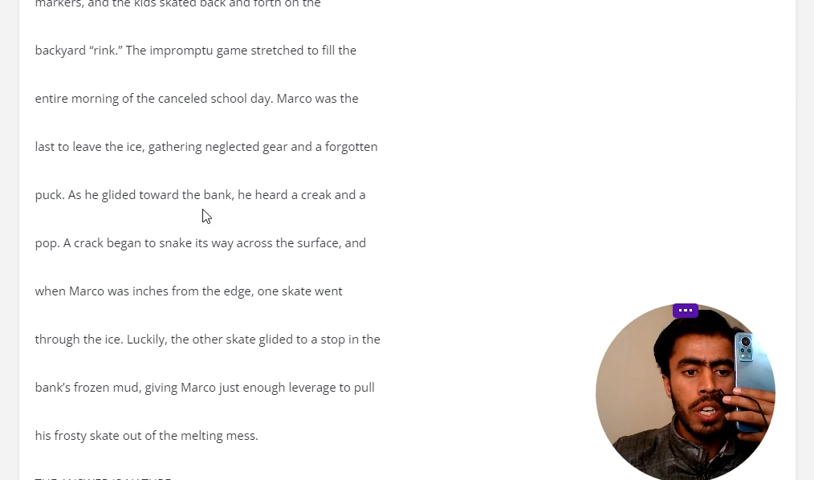 markers, and the kids skated back and forth on the
backyard “rink.” The impromptu game stretched to fill the
entire morning of the canceled school day. Marco was the
last to leave the ice, gathering neglected gear and a forgotten
puck. As he glided toward the bank, he heard a creak and a
pop. A crack began to snake its way across the surface, and
when Marco was inches from the edge, one skate went
through the ice. Luckily, the other skate glided to a stop in the
bank’s frozen mud, giving Marco just enough leverage to pull
his frosty skate out of the melting mess.
THE ANSWER IS NATURE